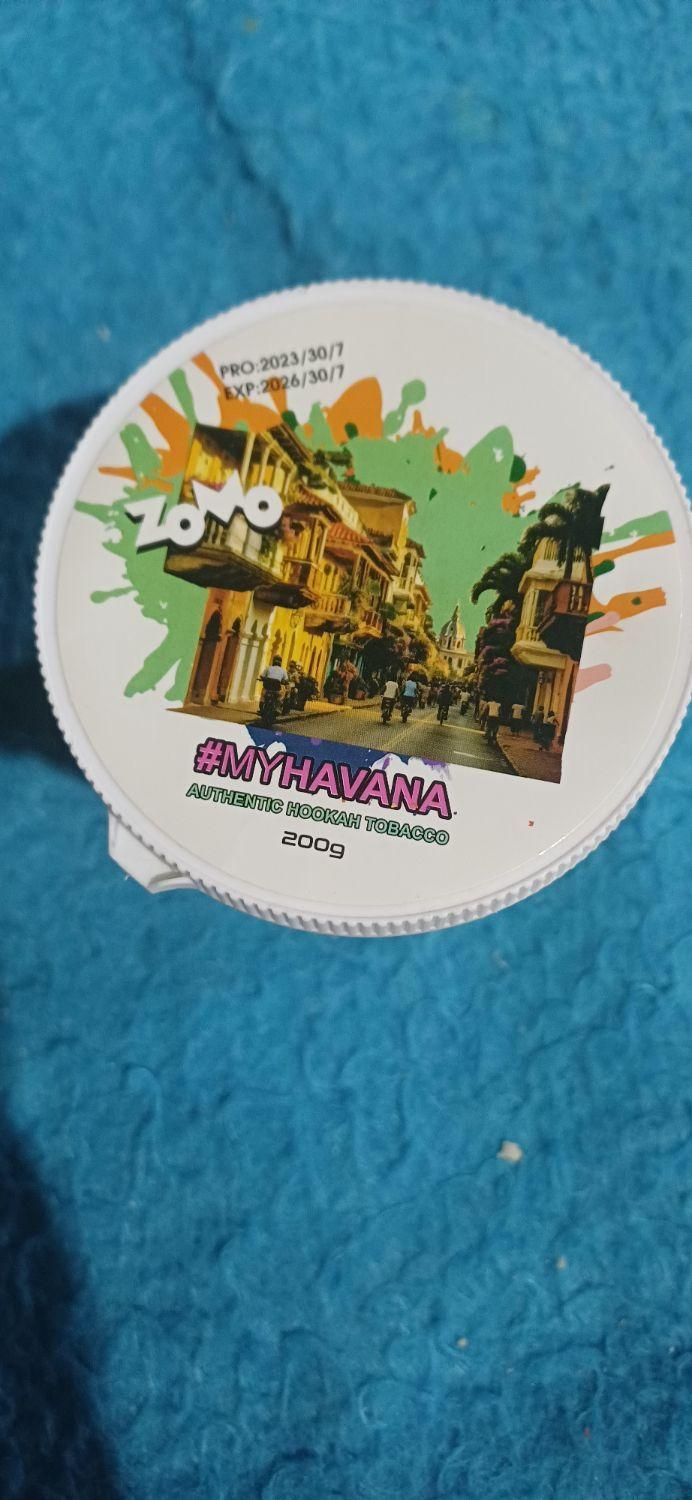 PRO:2023/30/7
EXP:2026/30/7
ZOMO
#MYHAVANA
AUTHENTIC HOOKAH TOBACCO
200g